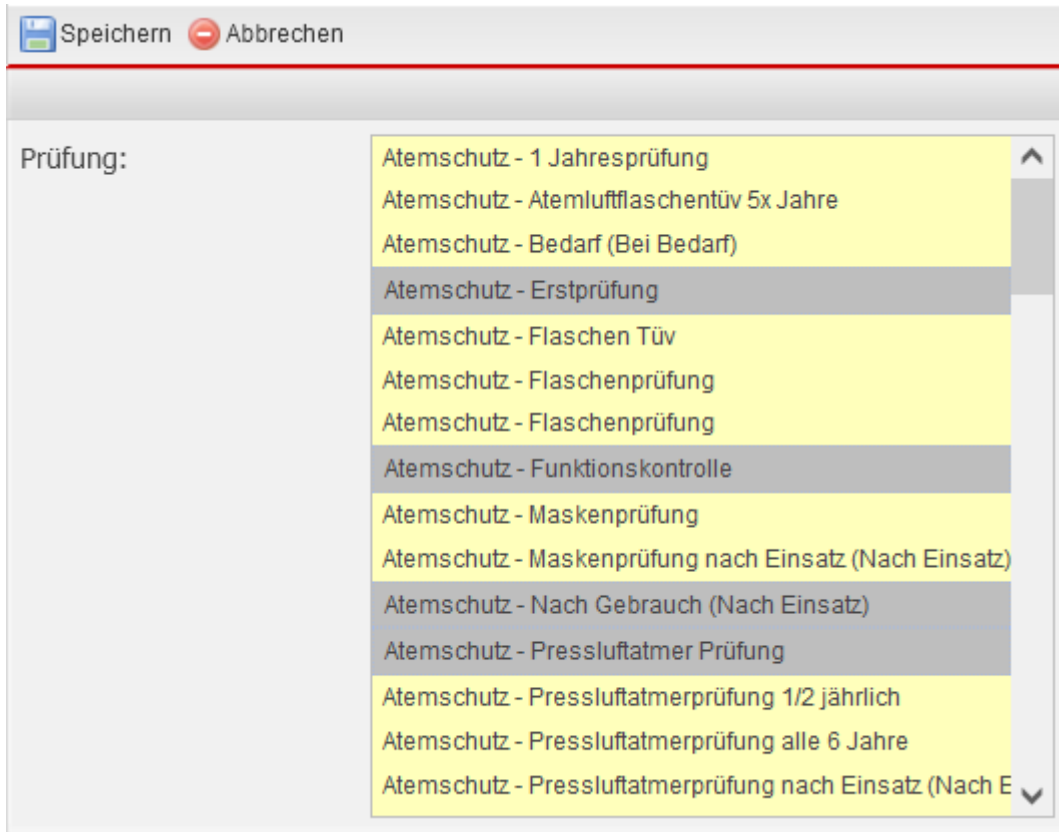 Speichern Abbrechen
Prüfung:
Atemschutz - 1 Jahresprüfung
Atemschutz - Atemluftflaschentüv 5x Jahre
Atemschutz - Bedarf (Bei Bedarf)
Atemschutz - Erstprüfung
Atemschutz - Flaschen Tüv
Atemschutz - Flaschenprüfung
Atemschutz - Flaschenprüfung
Atemschutz - Funktionskontrolle
Atemschutz - Maskenprüfung
Atemschutz - Maskenprüfung nach Einsatz (Nach Einsatz)
Atemschutz - Nach Gebrauch (Nach Einsatz)
Atemschutz - Pressluftatmer Prüfung
Atemschutz - Pressluftatmerprüfung 1/2 jährlich
Atemschutz - Pressluftatmerprüfung alle 6 Jahre
Atemschutz - Pressluftatmerprüfung nach Einsatz (Nach E